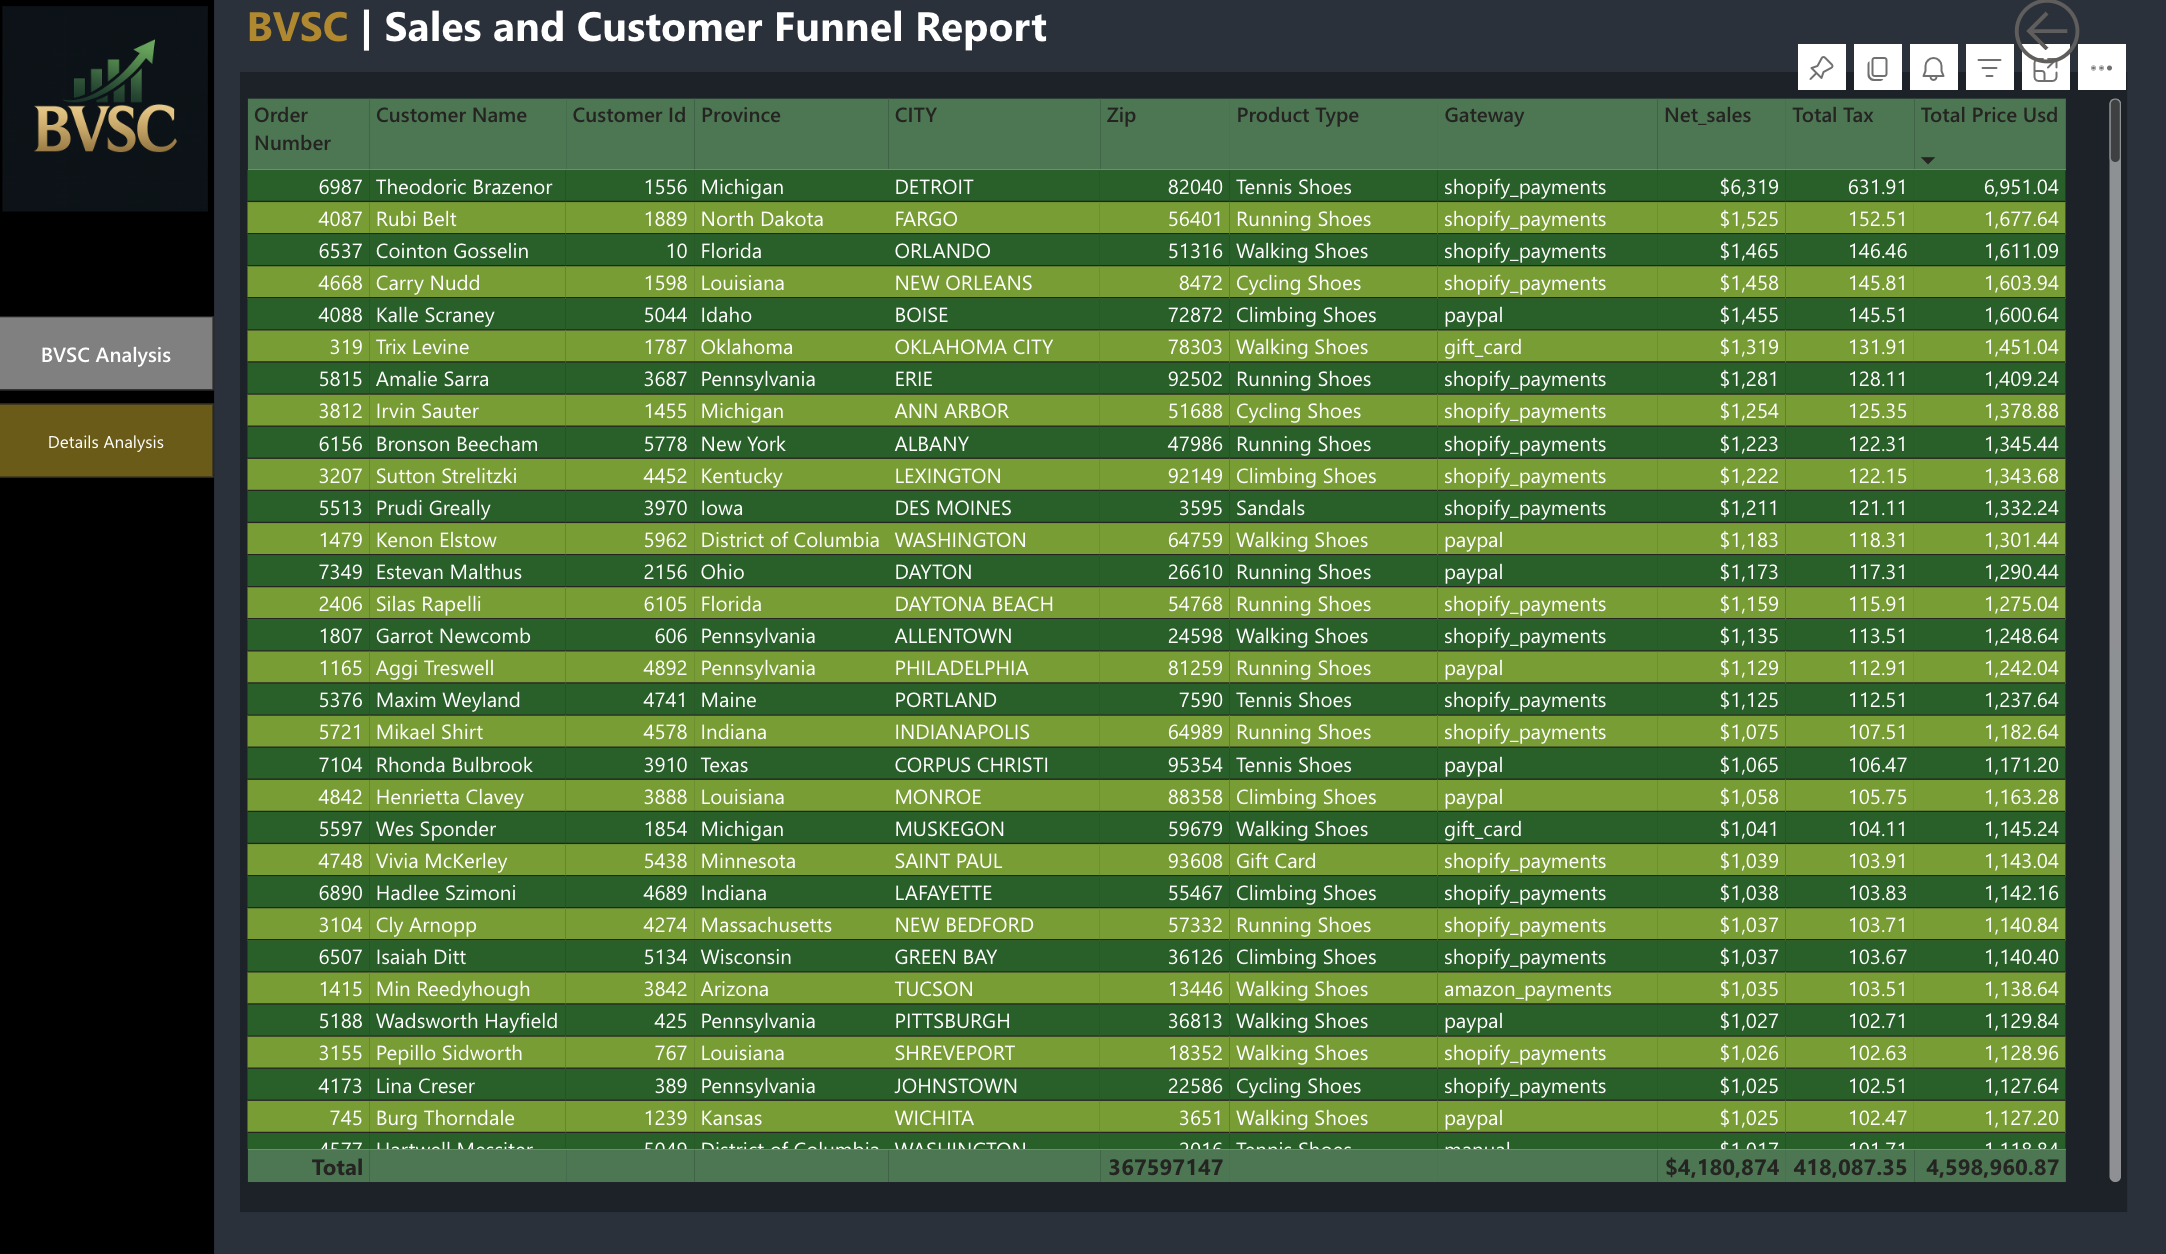 BVSC | Sales and Customer Funnel Report
BVSC
BVSC Analysis
Details Analysis
Order Number Customer Name Customer Id Province CITY Zip Product Type Gateway Net_sales Total Tax Total Price Usd
6987 Theodoric Brazenor 1556 Michigan DETROIT 82040 Tennis Shoes shopify_payments $6,319 631.91 6,951.04
4087 Rubi Belt 1889 North Dakota FARGO 56401 Running Shoes shopify_payments $1,525 152.51 1,677.64
6537 Cointon Gosselin 10 Florida ORLANDO 51316 Walking Shoes shopify_payments $1,465 146.46 1,611.09
4668 Carry Nudd 1598 Louisiana NEW ORLEANS 8472 Cycling Shoes shopify_payments $1,458 145.81 1,603.94
4088 Kalle Scraney 5044 Idaho BOISE 72872 Climbing Shoes paypal $1,455 145.51 1,600.64
319 Trix Levine 1787 Oklahoma OKLAHOMA CITY 78303 Walking Shoes gift_card $1,319 131.91 1,451.04
5815 Amalie Sarra 3687 Pennsylvania ERIE 92502 Running Shoes shopify_payments $1,281 128.11 1,409.24
3812 Irvin Sauter 1455 Michigan ANN ARBOR 51688 Cycling Shoes shopify_payments $1,254 125.35 1,378.88
6156 Bronson Beecham 5778 New York ALBANY 47986 Running Shoes shopify_payments $1,223 122.31 1,345.44
3207 Sutton Strelitzki 4452 Kentucky LEXINGTON 92149 Climbing Shoes shopify_payments $1,222 122.15 1,343.68
5513 Prudi Greally 3970 Iowa DES MOINES 3595 Sandals shopify_payments $1,211 121.11 1,332.24
1479 Kenon Elstow 5962 District of Columbia WASHINGTON 64759 Walking Shoes paypal $1,183 118.31 1,301.44
7349 Estevan Malthus 2156 Ohio DAYTON 26610 Running Shoes paypal $1,173 117.31 1,290.44
2406 Silas Rapelli 6105 Florida DAYTONA BEACH 54768 Running Shoes shopify_payments $1,159 115.91 1,275.04
1807 Garrot Newcomb 606 Pennsylvania ALLENTOWN 24598 Walking Shoes shopify_payments $1,135 113.51 1,248.64
1165 Aggi Treswell 4892 Pennsylvania PHILADELPHIA 81259 Running Shoes paypal $1,129 112.91 1,242.04
5376 Maxim Weyland 4741 Maine PORTLAND 7590 Tennis Shoes shopify_payments $1,125 112.51 1,237.64
5721 Mikael Shirt 4578 Indiana INDIANAPOLIS 64989 Running Shoes shopify_payments $1,075 107.51 1,182.64
7104 Rhonda Bulbrook 3910 Texas CORPUS CHRISTI 95354 Tennis Shoes paypal $1,065 106.47 1,171.20
4842 Henrietta Clavey 3888 Louisiana MONROE 88358 Climbing Shoes paypal $1,058 105.75 1,163.28
5597 Wes Sponder 1854 Michigan MUSKEGON 59679 Walking Shoes gift_card $1,041 104.11 1,145.24
4748 Vivia McKerley 5438 Minnesota SAINT PAUL 93608 Gift Card shopify_payments $1,039 103.91 1,143.04
6890 Hadlee Szimoni 4689 Indiana LAFAYETTE 55467 Climbing Shoes shopify_payments $1,038 103.83 1,142.16
3104 Cly Arnopp 4274 Massachusetts NEW BEDFORD 57332 Running Shoes shopify_payments $1,037 103.71 1,140.84
6507 Isaiah Ditt 5134 Wisconsin GREEN BAY 36126 Climbing Shoes shopify_payments $1,037 103.67 1,140.40
1415 Min Reedyhough 3842 Arizona TUCSON 13446 Walking Shoes amazon_payments $1,035 103.51 1,138.64
5188 Wadsworth Hayfield 425 Pennsylvania PITTSBURGH 36813 Walking Shoes paypal $1,027 102.71 1,129.84
3155 Pepillo Sidworth 767 Louisiana SHREVEPORT 18352 Walking Shoes shopify_payments $1,026 102.63 1,128.96
4173 Lina Creser 389 Pennsylvania JOHNSTOWN 22586 Cycling Shoes shopify_payments $1,025 102.51 1,127.64
745 Burg Thorndale 1239 Kansas WICHITA 3651 Walking Shoes paypal $1,025 102.47 1,127.20
District of Columbia WASHINGTON Tennis Shoes manual
Total 367597147 $4,180,874 418,087.35 4,598,960.87